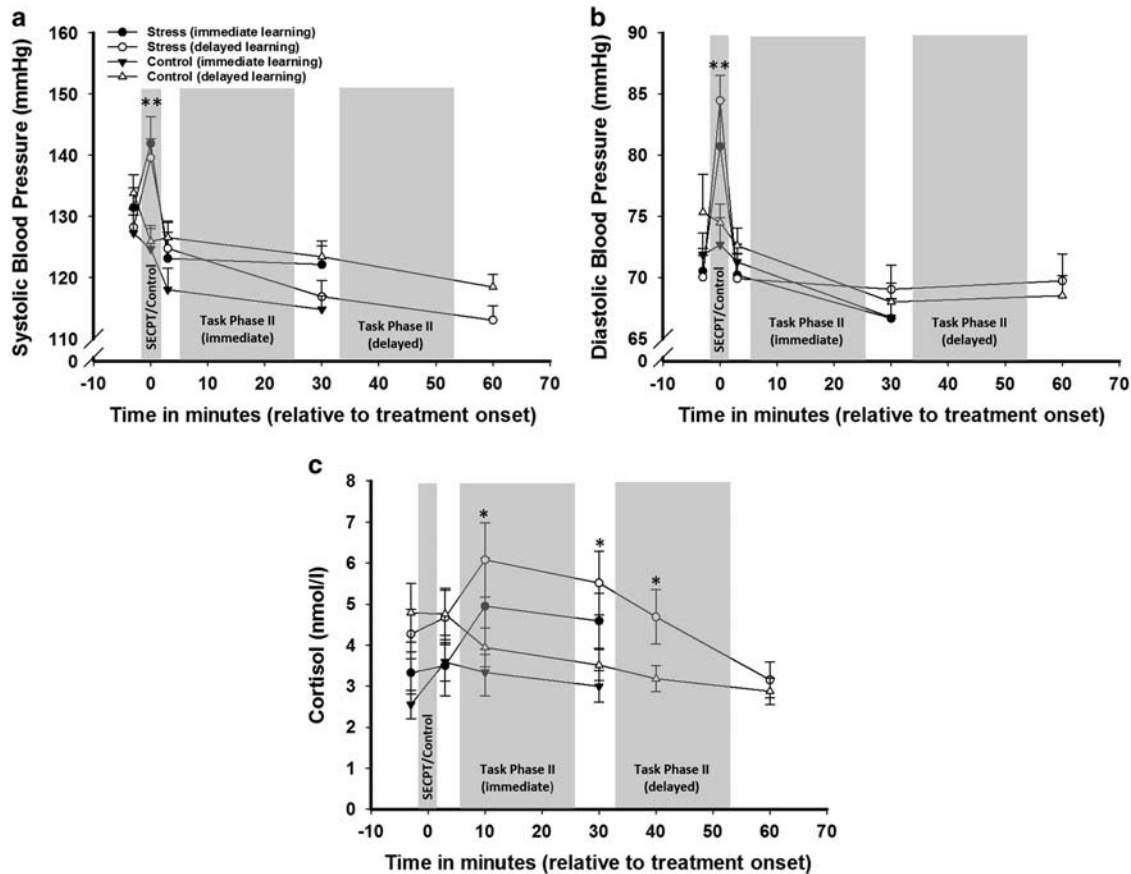 a
Systolic Blood Pressure (mmHg)
160
150
140
130
120
110
0
Stress (immediate learning)
Stress (delayed learning)
Control (immediate learning)
Control (delayed learning)
**
SECPT/Control
Task Phase II
(immediate)
Task Phase II
(delayed)
-10 0 10 20 30 40 50 60 70
Time in minutes (relative to treatment onset)
b
Diastolic Blood Pressure (mmHg)
90
85
80
75
70
65
0
**
SECPT/Control
Task Phase II
(immediate)
Task Phase II
(delayed)
-10 0 10 20 30 40 50 60 70
Time in minutes (relative to treatment onset)
c
Cortisol (nmol/l)
8
7
6
5
4
3
2
1
0
*
*
*
SECPT/Control
Task Phase II
(immediate)
Task Phase II
(delayed)
-10 0 10 20 30 40 50 60 70
Time in minutes (relative to treatment onset)